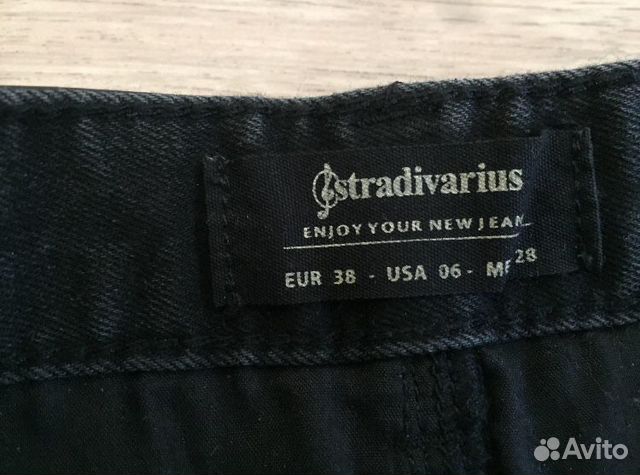 stradivarius
ENJOY YOUR NEW JEAN
EUR 38 - USA 06 - ME 28
Avito